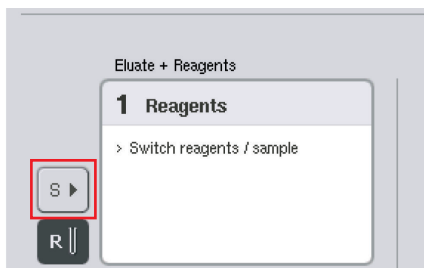 Eluate + Reagents
1 Reagents
> Switch reagents / sample
S
R